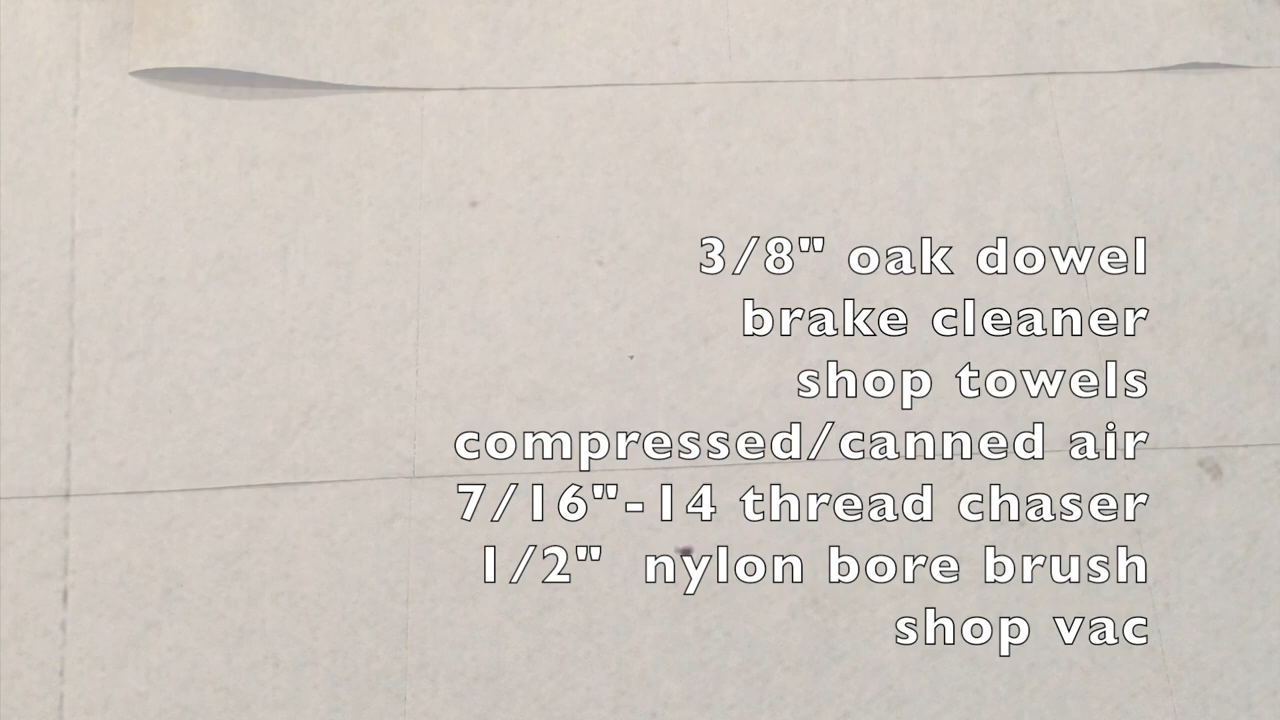 3/8" oak dowel
brake cleaner
shop towels
compressed/canned air
7/16"-14 thread chaser
1/2"  nylon bore brush
shop vac